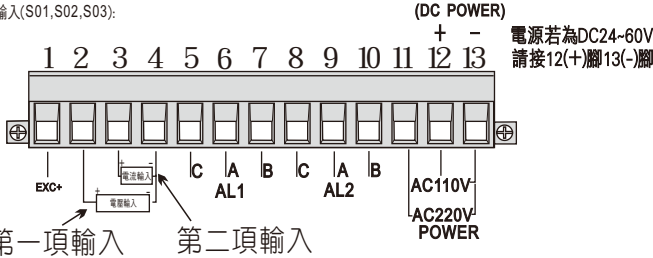 輸入(S01,S02,S03):
(DC POWER)
+ −
電源若為DC24~60V
請接12(+)腳13(-)腳
1 2 3 4 5 6 7 8 9 10 11 12 13
EXC+
+ 電流輸入 -
+ 電壓輸入 -
C A B C A B
AL1 AL2
AC110V
AC220V
POWER
第一項輸入 第二項輸入